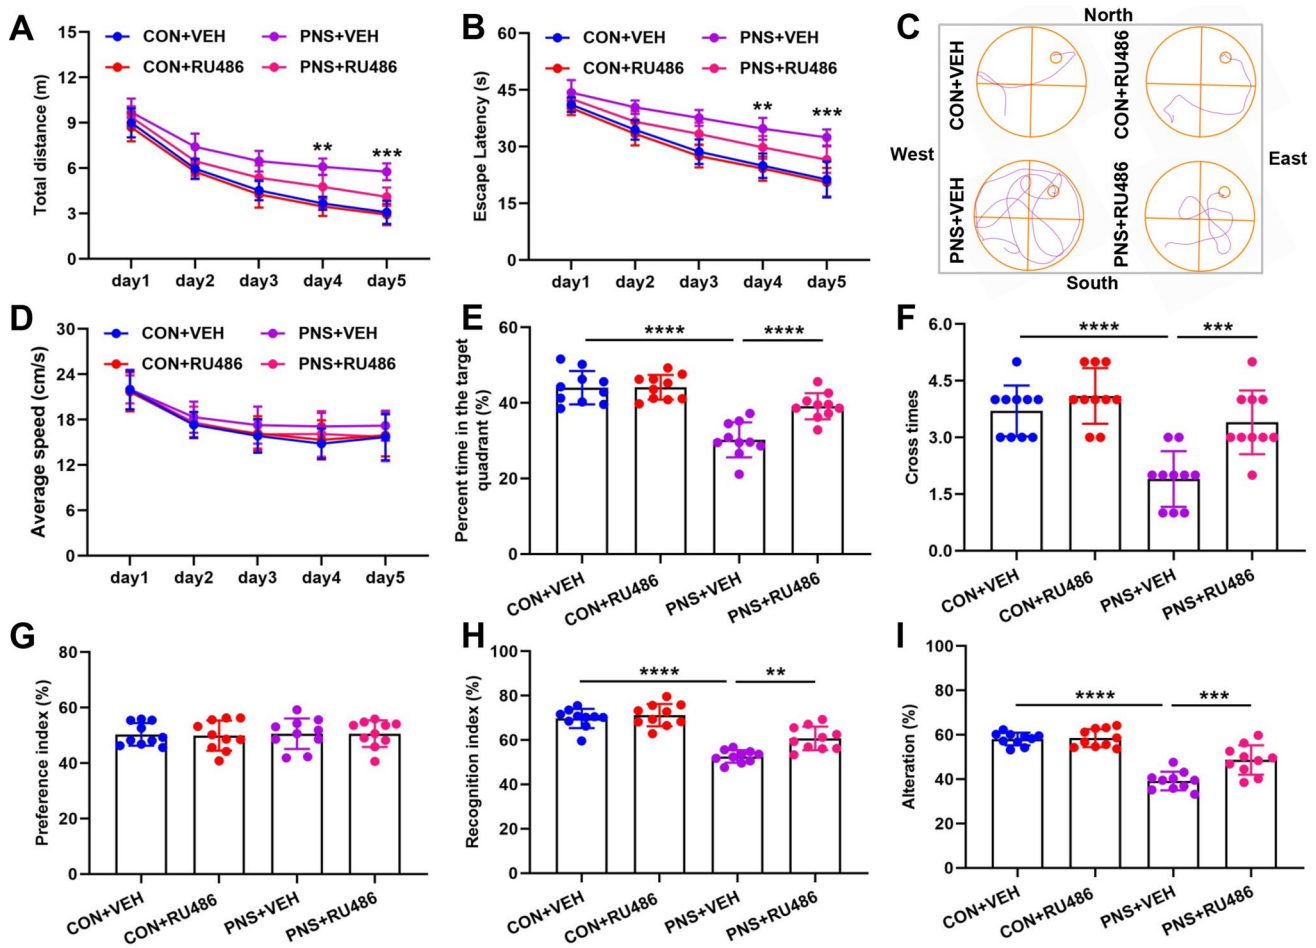 A
Total distance (m)
15
12
9
6
3
0
CON+VEH
PNS+VEH
CON+RU486
PNS+RU486
**
***
day1 day2 day3 day4 day5
B
Escape Latency (s)
60
45
30
15
0
CON+VEH
PNS+VEH
CON+RU486
PNS+RU486
**
***
day1 day2 day3 day4 day5
C
North
CON+VEH
CON+RU486
West
East
PNS+VEH
PNS+RU486
South
D
Average speed (cm/s)
30
24
18
12
6
0
CON+VEH
PNS+VEH
CON+RU486
PNS+RU486
day1 day2 day3 day4 day5
E
Percent time in the target
quadrant (%)
60
40
20
0
****
****
CON+VEH
CON+RU486
PNS+VEH
PNS+RU486
F
Cross times
6.0
4.5
3.0
1.5
0.0
****
***
CON+VEH
CON+RU486
PNS+VEH
PNS+RU486
G
Preference index (%)
80
60
40
20
0
CON+VEH
CON+RU486
PNS+VEH
PNS+RU486
H
Recognition index (%)
100
80
60
40
20
0
****
**
CON+VEH
CON+RU486
PNS+VEH
PNS+RU486
I
Alteration (%)
100
80
60
40
20
0
****
***
CON+VEH
CON+RU486
PNS+VEH
PNS+RU486